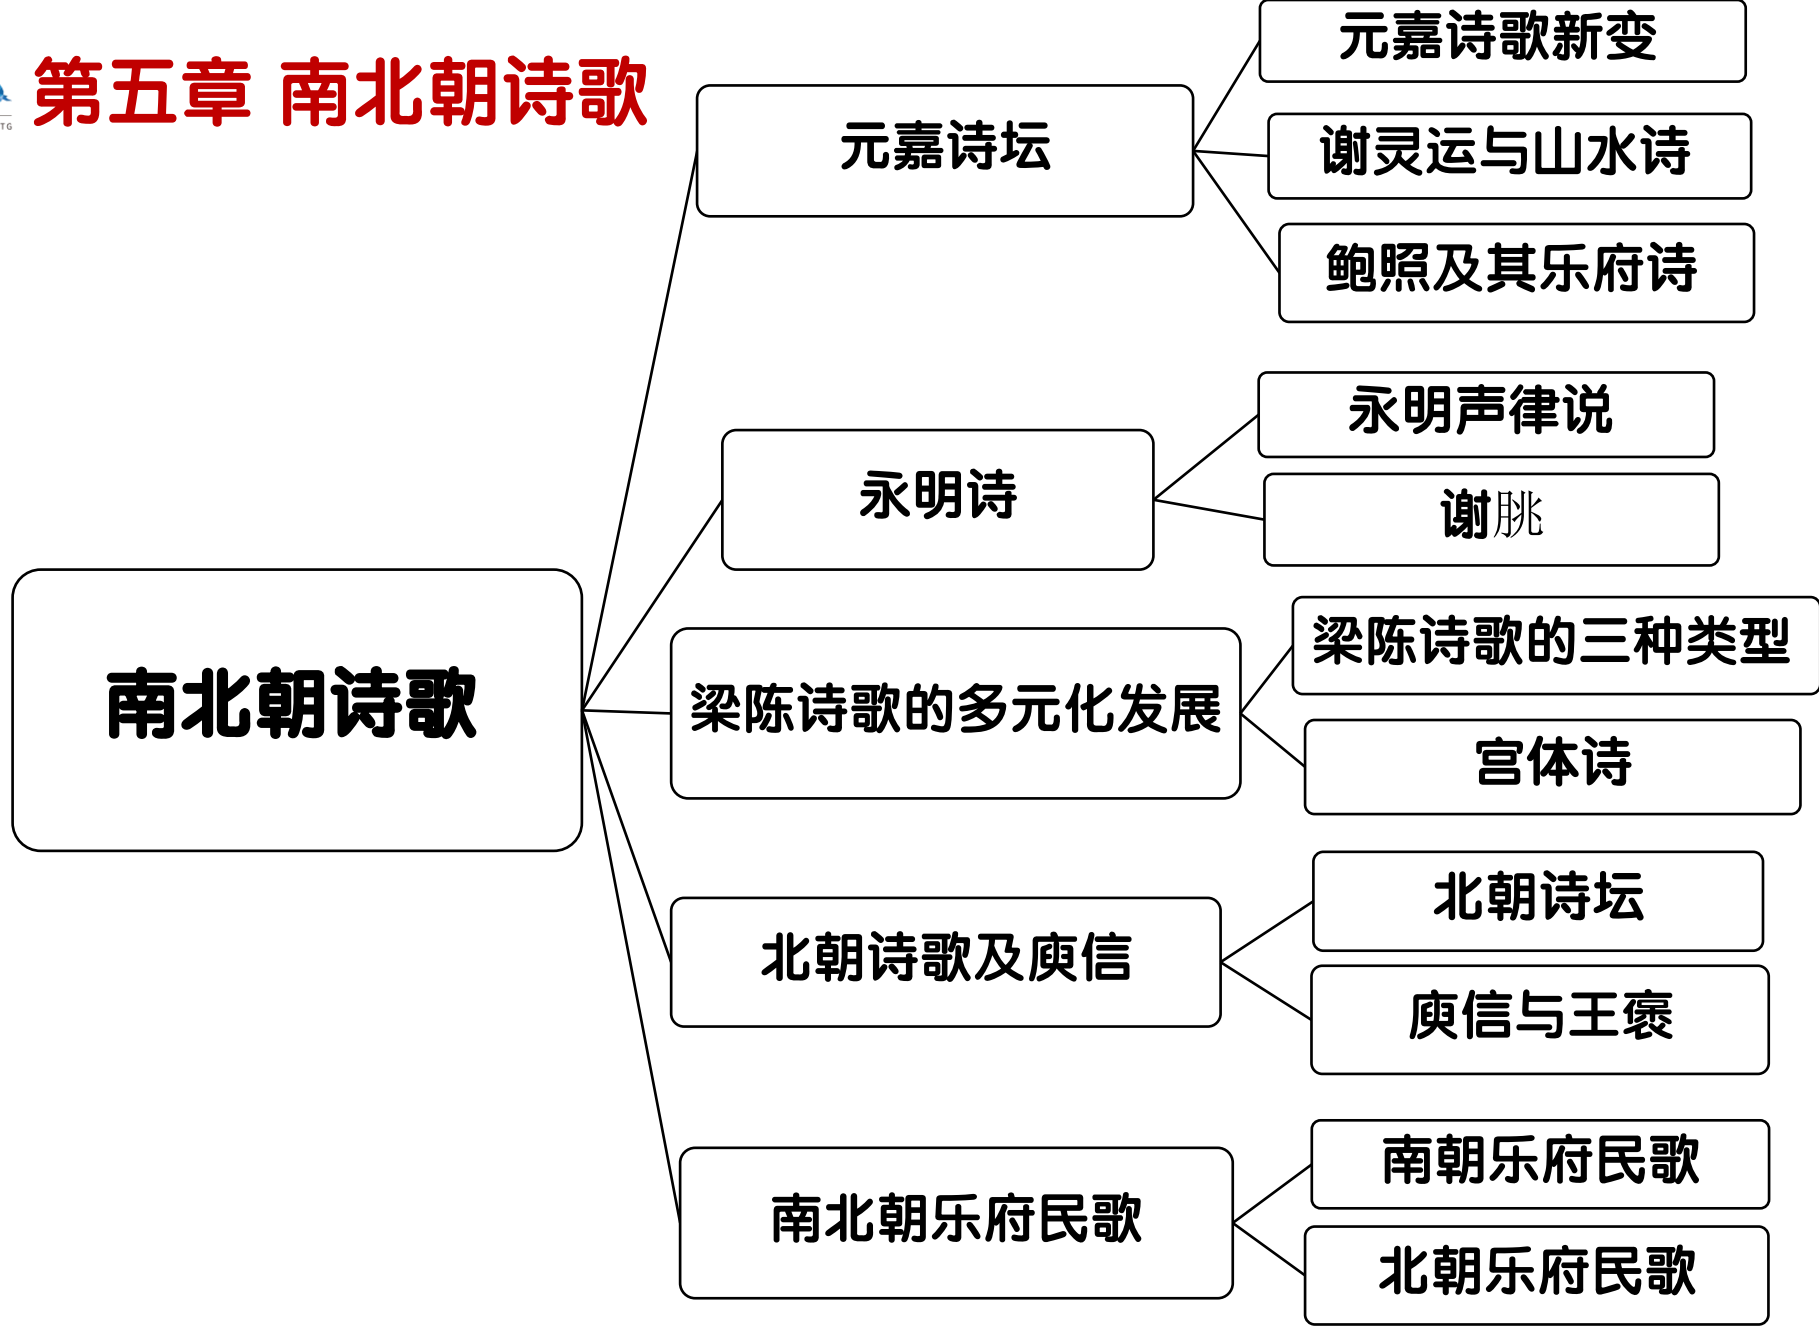 第五章 南北朝诗歌
TG
南北朝诗歌
元嘉诗坛
元嘉诗歌新变
谢灵运与山水诗
鲍照及其乐府诗
永明诗
永明声律说
谢朓
梁陈诗歌的多元化发展
梁陈诗歌的三种类型
宫体诗
北朝诗歌及庾信
北朝诗坛
庾信与王褒
南北朝乐府民歌
南朝乐府民歌
北朝乐府民歌